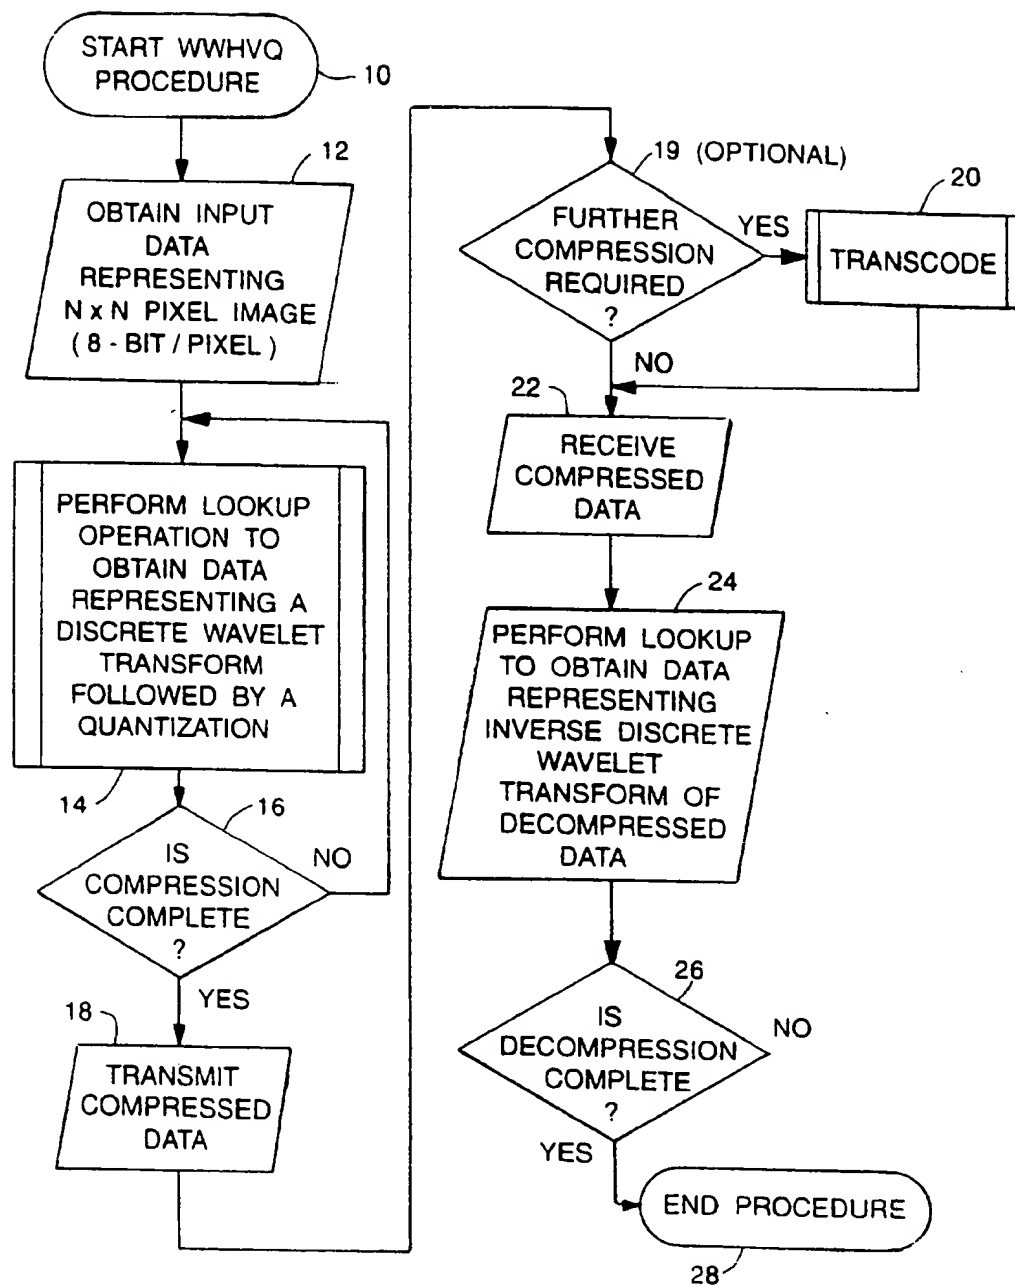 START WWHVQ
PROCEDURE
10
12
OBTAIN INPUT
DATA
REPRESENTING
N x N PIXEL IMAGE
( 8 - BIT / PIXEL )
PERFORM LOOKUP
OPERATION TO
OBTAIN DATA
REPRESENTING A
DISCRETE WAVELET
TRANSFORM
FOLLOWED BY A
QUANTIZATION
14
16
IS
COMPRESSION
COMPLETE
?
NO
YES
18
TRANSMIT
COMPRESSED
DATA
19 (OPTIONAL)
FURTHER
COMPRESSION
REQUIRED
?
YES
20
TRANSCODE
NO
22
RECEIVE
COMPRESSED
DATA
24
PERFORM LOOKUP
TO OBTAIN DATA
REPRESENTING
INVERSE DISCRETE
WAVELET
TRANSFORM OF
DECOMPRESSED
DATA
26
IS
DECOMPRESSION
COMPLETE
?
NO
YES
END PROCEDURE
28